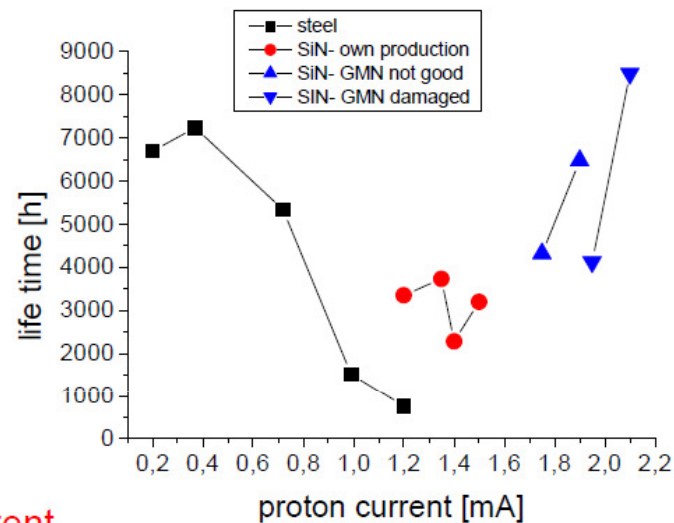 steel
SiN- own production
SiN- GMN not good
SIN- GMN damaged
9000
8000
7000
6000
5000
4000
3000
2000
1000
0
life time [h]
0,2 0,4 0,6 0,8 1,0 1,2 1,4 1,6 1,8 2,0 2,2
proton current [mA]